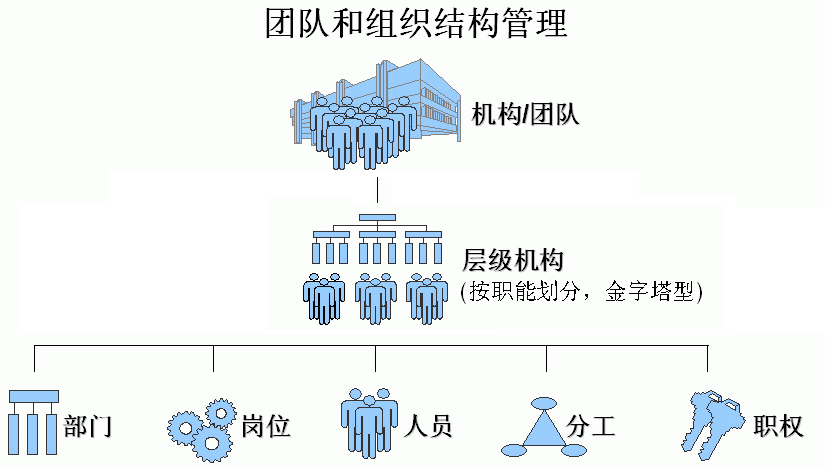 团队和组织结构管理
机构/团队
层级机构
(按职能划分，金字塔型)
部门
岗位
人员
分工
职权